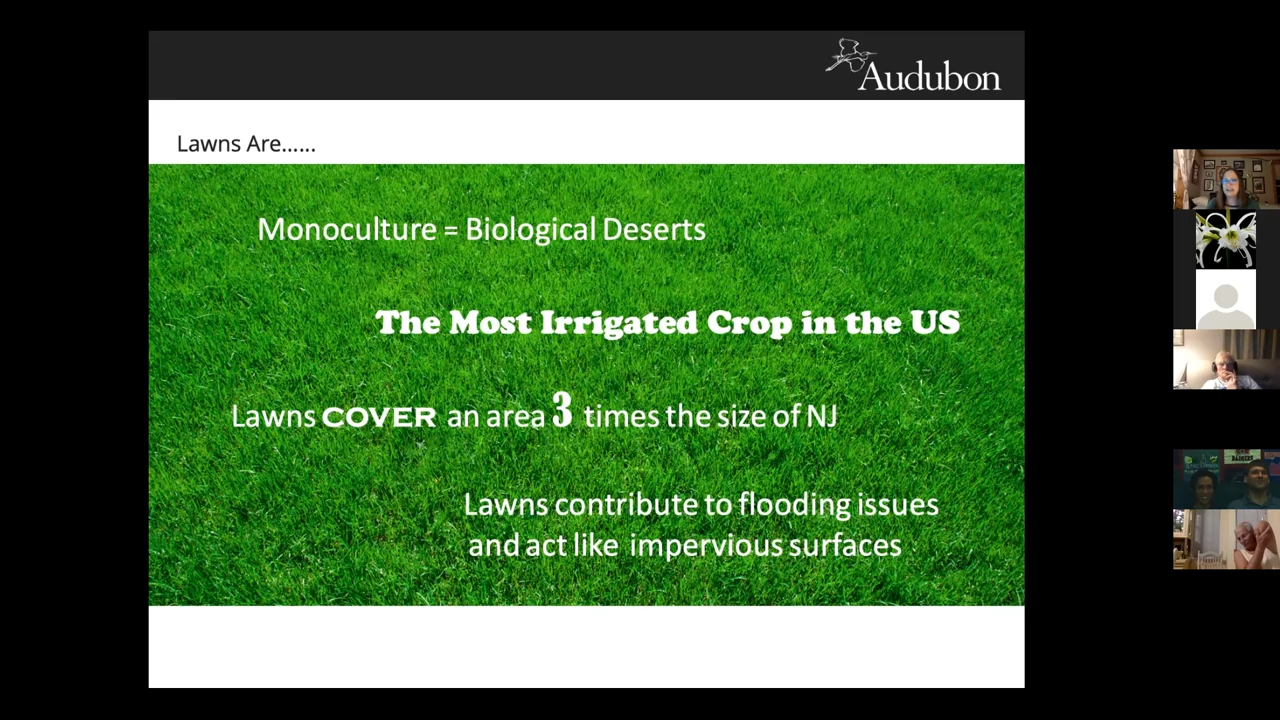 Audubon
Lawns Are......
Monoculture = Biological Deserts
The Most Irrigated Crop in the US
Lawns COVER an area 3 times the size of NJ
Lawns contribute to flooding issues
and act like impervious surfaces